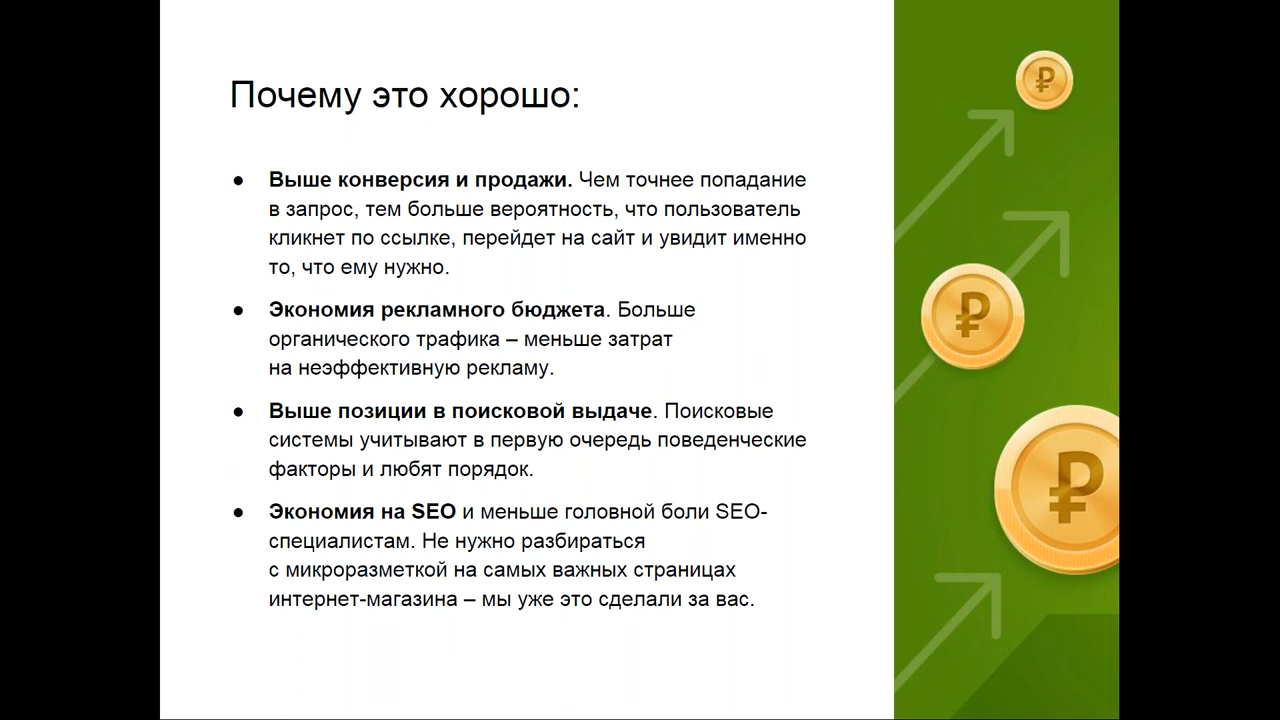 Почему это хорошо:
● Выше конверсия и продажи. Чем точнее попадание
в запрос, тем больше вероятность, что пользователь
кликнет по ссылке, перейдет на сайт и увидит именно
то, что ему нужно.
● Экономия рекламного бюджета. Больше
органического трафика – меньше затрат
на неэффективную рекламу.
● Выше позиции в поисковой выдаче. Поисковые
системы учитывают в первую очередь поведенческие
факторы и любят порядок.
● Экономия на SEO и меньше головной боли SEO-
специалистам. Не нужно разбираться
с микроразметкой на самых важных страницах
интернет-магазина – мы уже это сделали за вас.
₽
₽
₽